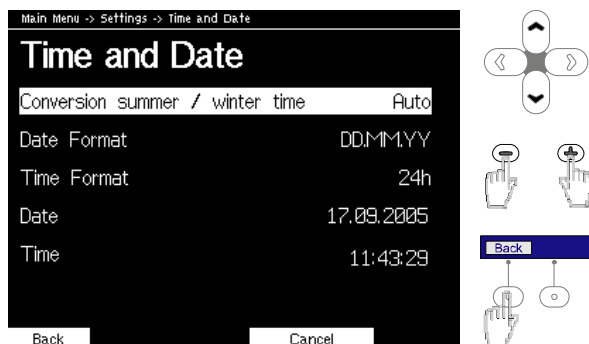 Main Menu -> Settings -> Time and Date
Time and Date
Conversion summer / winter time Auto
Date Format DD.MM.YY
Time Format 24h
Date 17.09.2005
Time 11:43:29
Back Cancel
Back